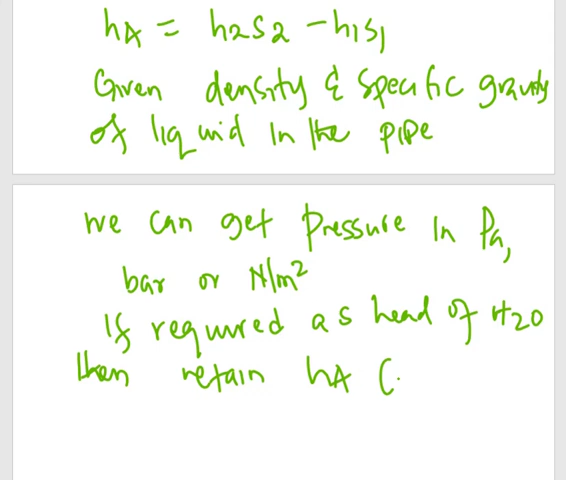 hA = h2S2 - h1S1
Given density & specific gravity
of liquid in the pipe
we can get pressure in Pa,
bar or N/m²
If required as head of H2O
then retain hA (.